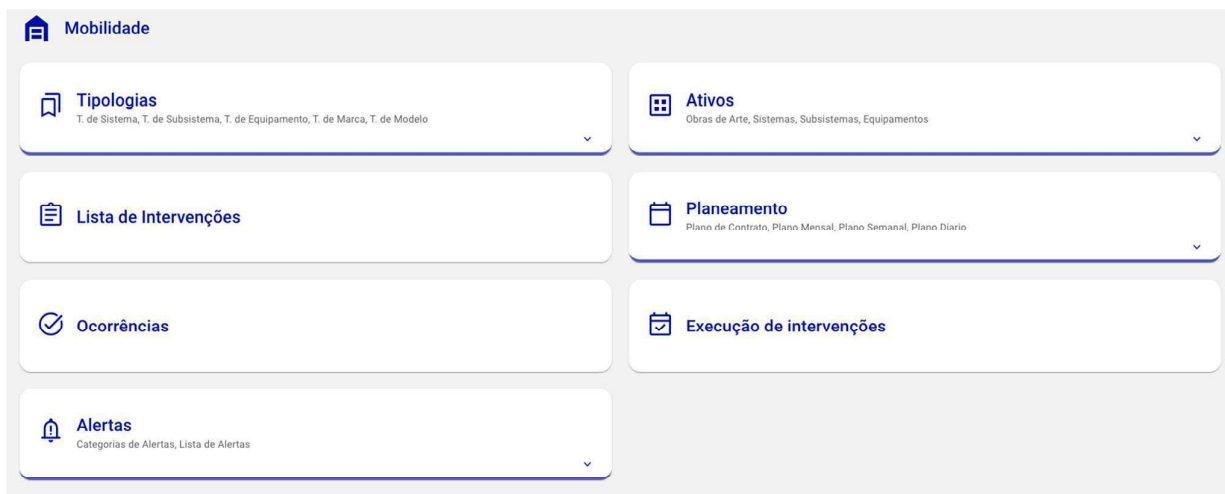 Mobilidade
Tipologias
T. de Sistema, T. de Subsistema, T. de Equipamento, T. de Marca, T. de Modelo
Ativos
Obras de Arte, Sistemas, Subsistemas, Equipamentos
Lista de Intervenções
Planeamento
Plano de Contrato, Plano Mensal, Plano Semanal, Plano Diario
Ocorrências
Execução de intervenções
Alertas
Categorias de Alertas, Lista de Alertas